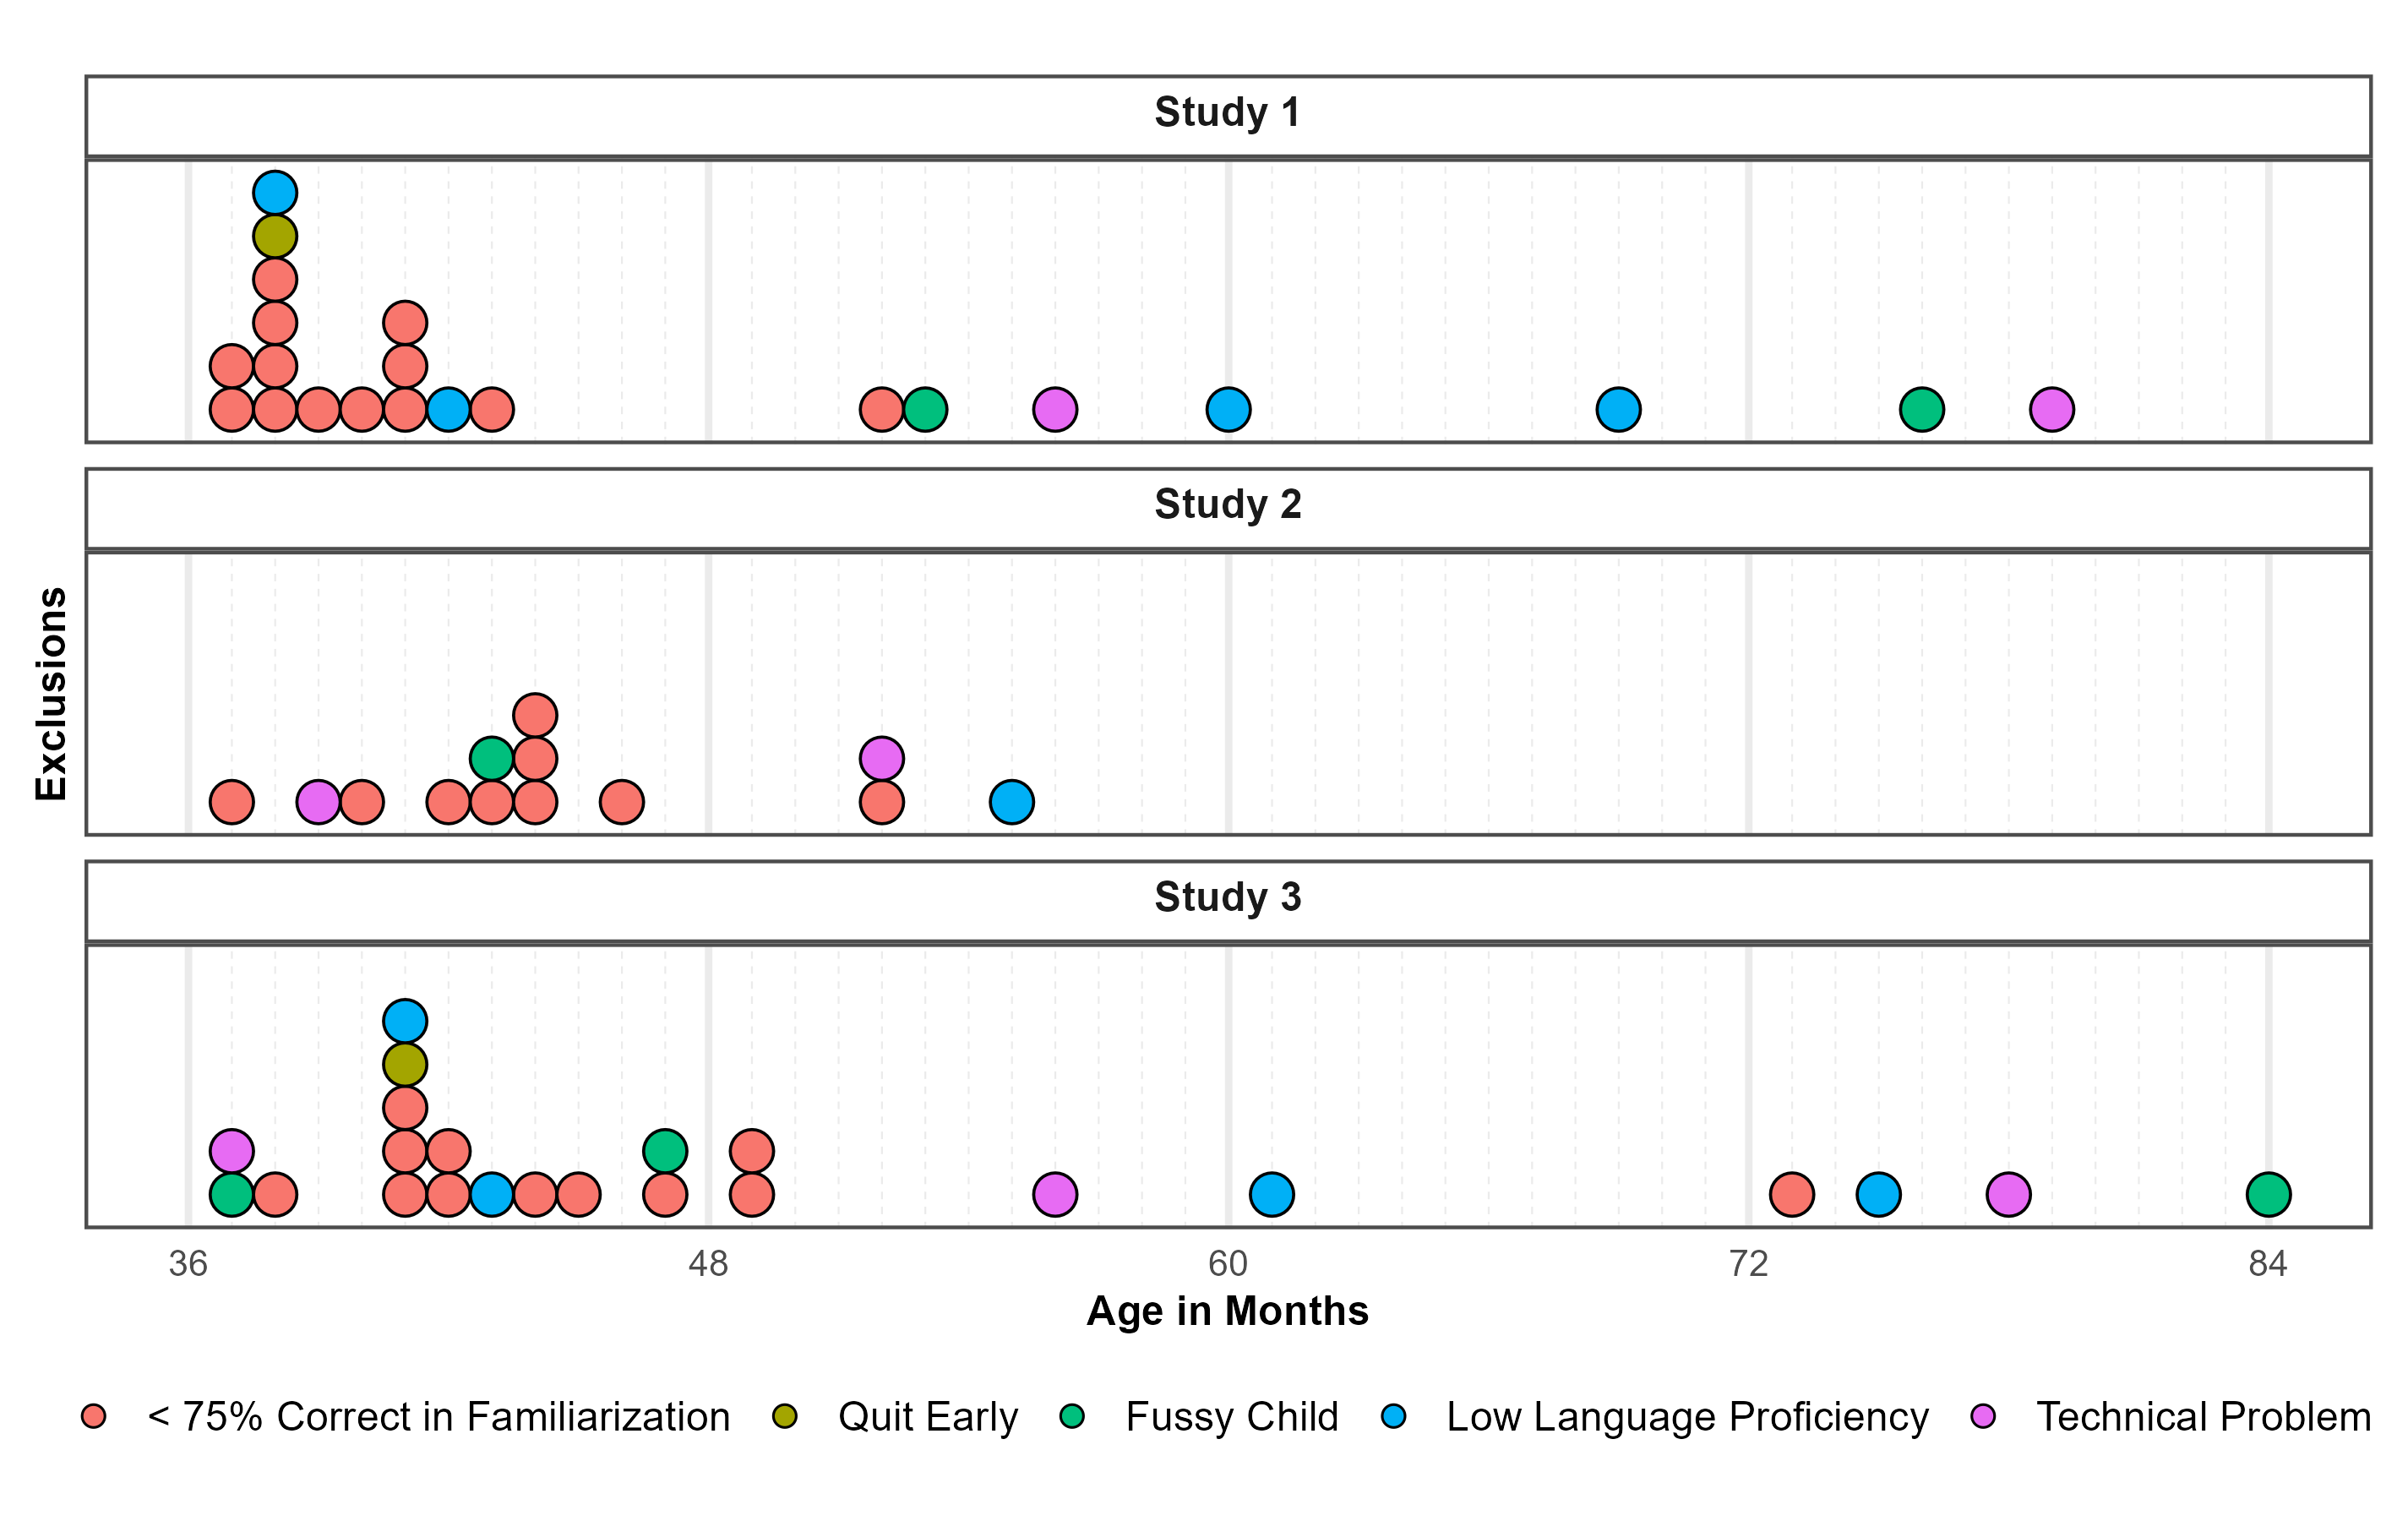 Study 1
Study 2
Study 3
Exclusions
36 48 60 72 84
Age in Months
< 75% Correct in Familiarization Quit Early Fussy Child Low Language Proficiency Technical Problem